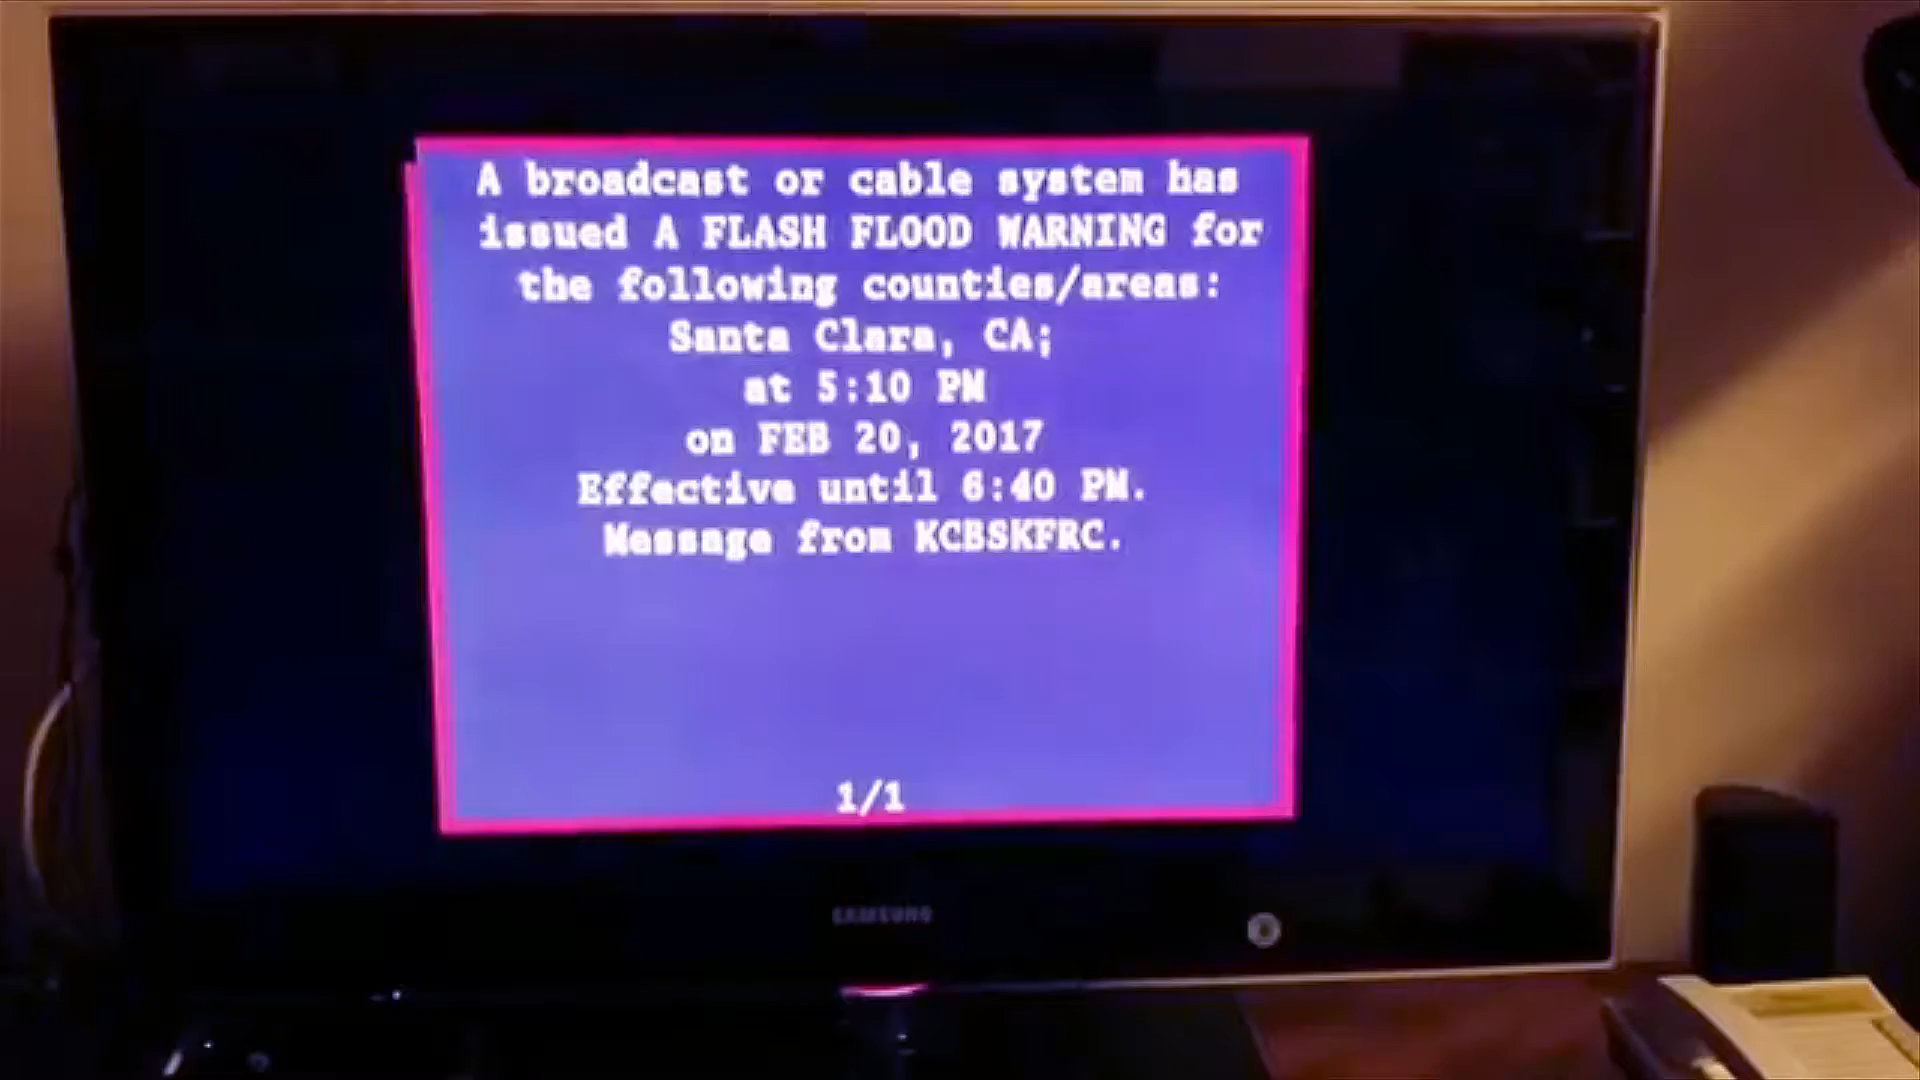 A broadcast or cable system has
issued A FLASH FLOOD WARNING for
the following counties/areas:
Santa Clara, CA;
at 5:10 PM
on FEB 20, 2017
Effective until 6:40 PM.
Message from KCBSKFRC.
1/1
SAMSUNG